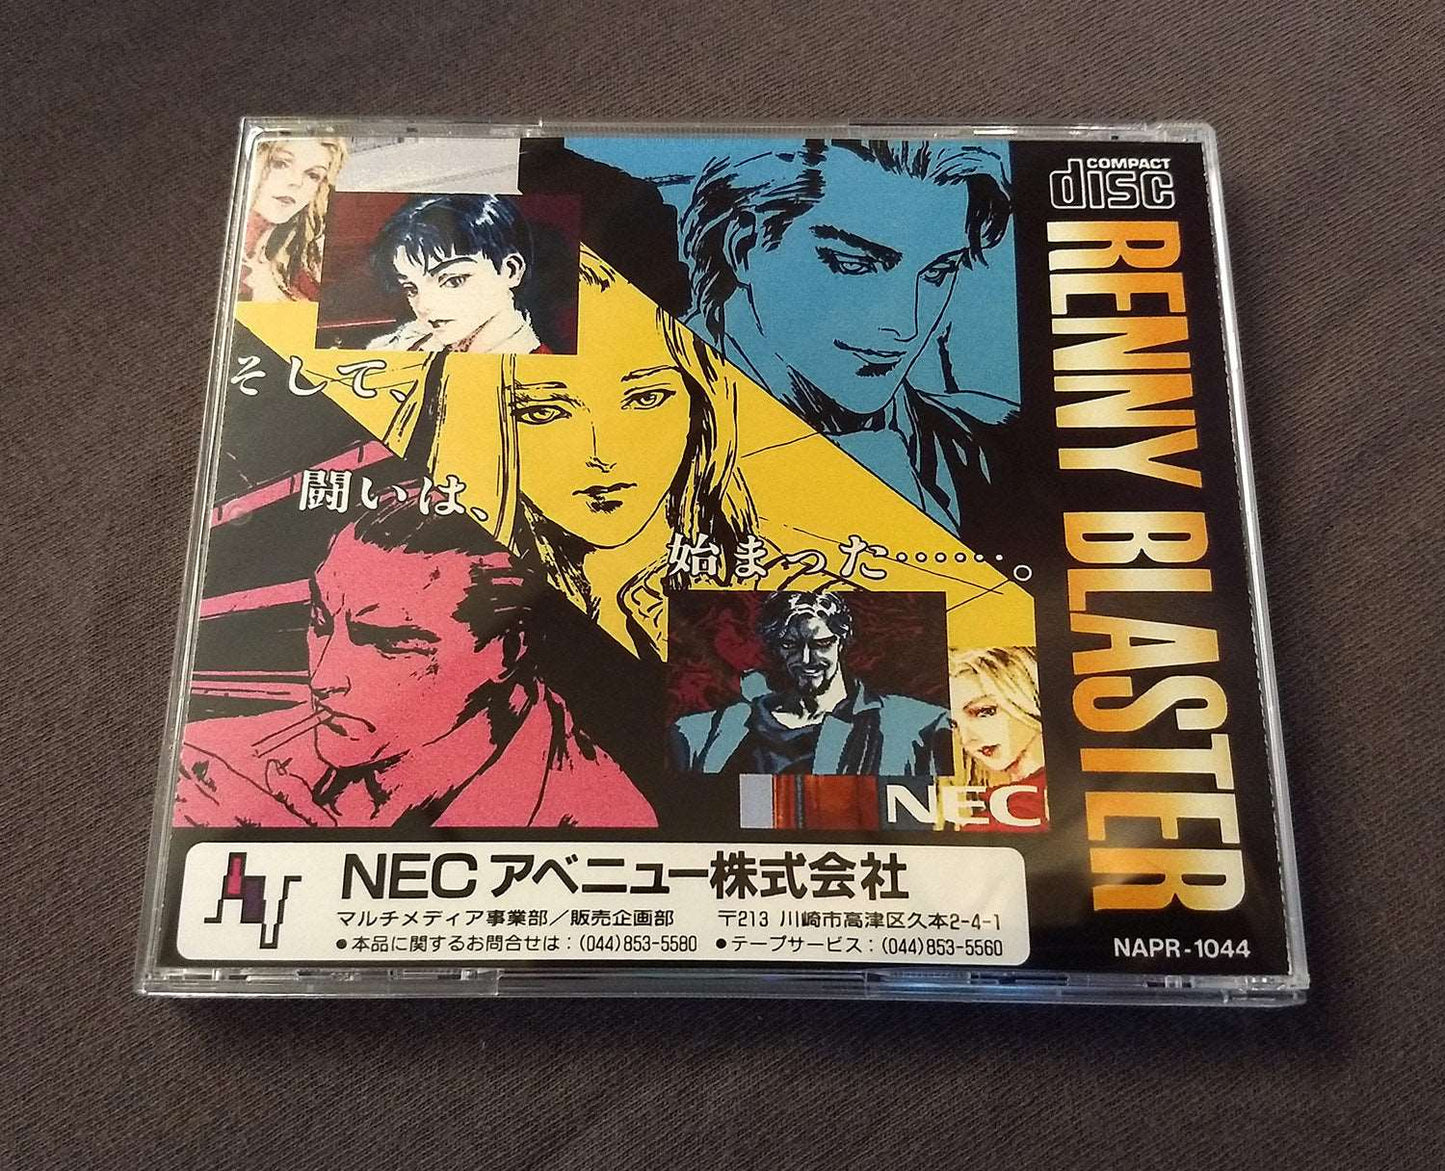 COMPACT
disc
RENNY BLASTER
そして、
闘いは、
始まった‥‥‥。
NEC
NECアベニュー株式会社
マルチメディア事業部／販売企画部 〒213 川崎市高津区久本2-4-1
●本品に関するお問合せは：(044)853-5580 ●テープサービス：(044)853-5560
NAPR-1044